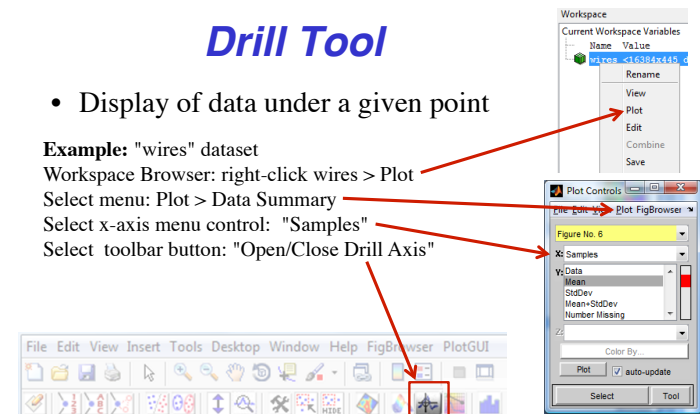 Drill Tool
• Display of data under a given point
Example: "wires" dataset
Workspace Browser: right-click wires > Plot
Select menu: Plot > Data Summary
Select x-axis menu control: "Samples"
Select toolbar button: "Open/Close Drill Axis"
Workspace
Current Workspace Variables
Name Value
wires <16384x445 d
Rename
View
Plot
Edit
Combine
Save
Plot Controls
File Edit View Plot FigBrowser
Figure No. 6
X: Samples
Y: Data
Mean
StdDev
Mean+StdDev
Number Missing
Z:
Color By...
Plot auto-update
Select Tool
File Edit View Insert Tools Desktop Window Help FigBrowser PlotGUI
HIDE